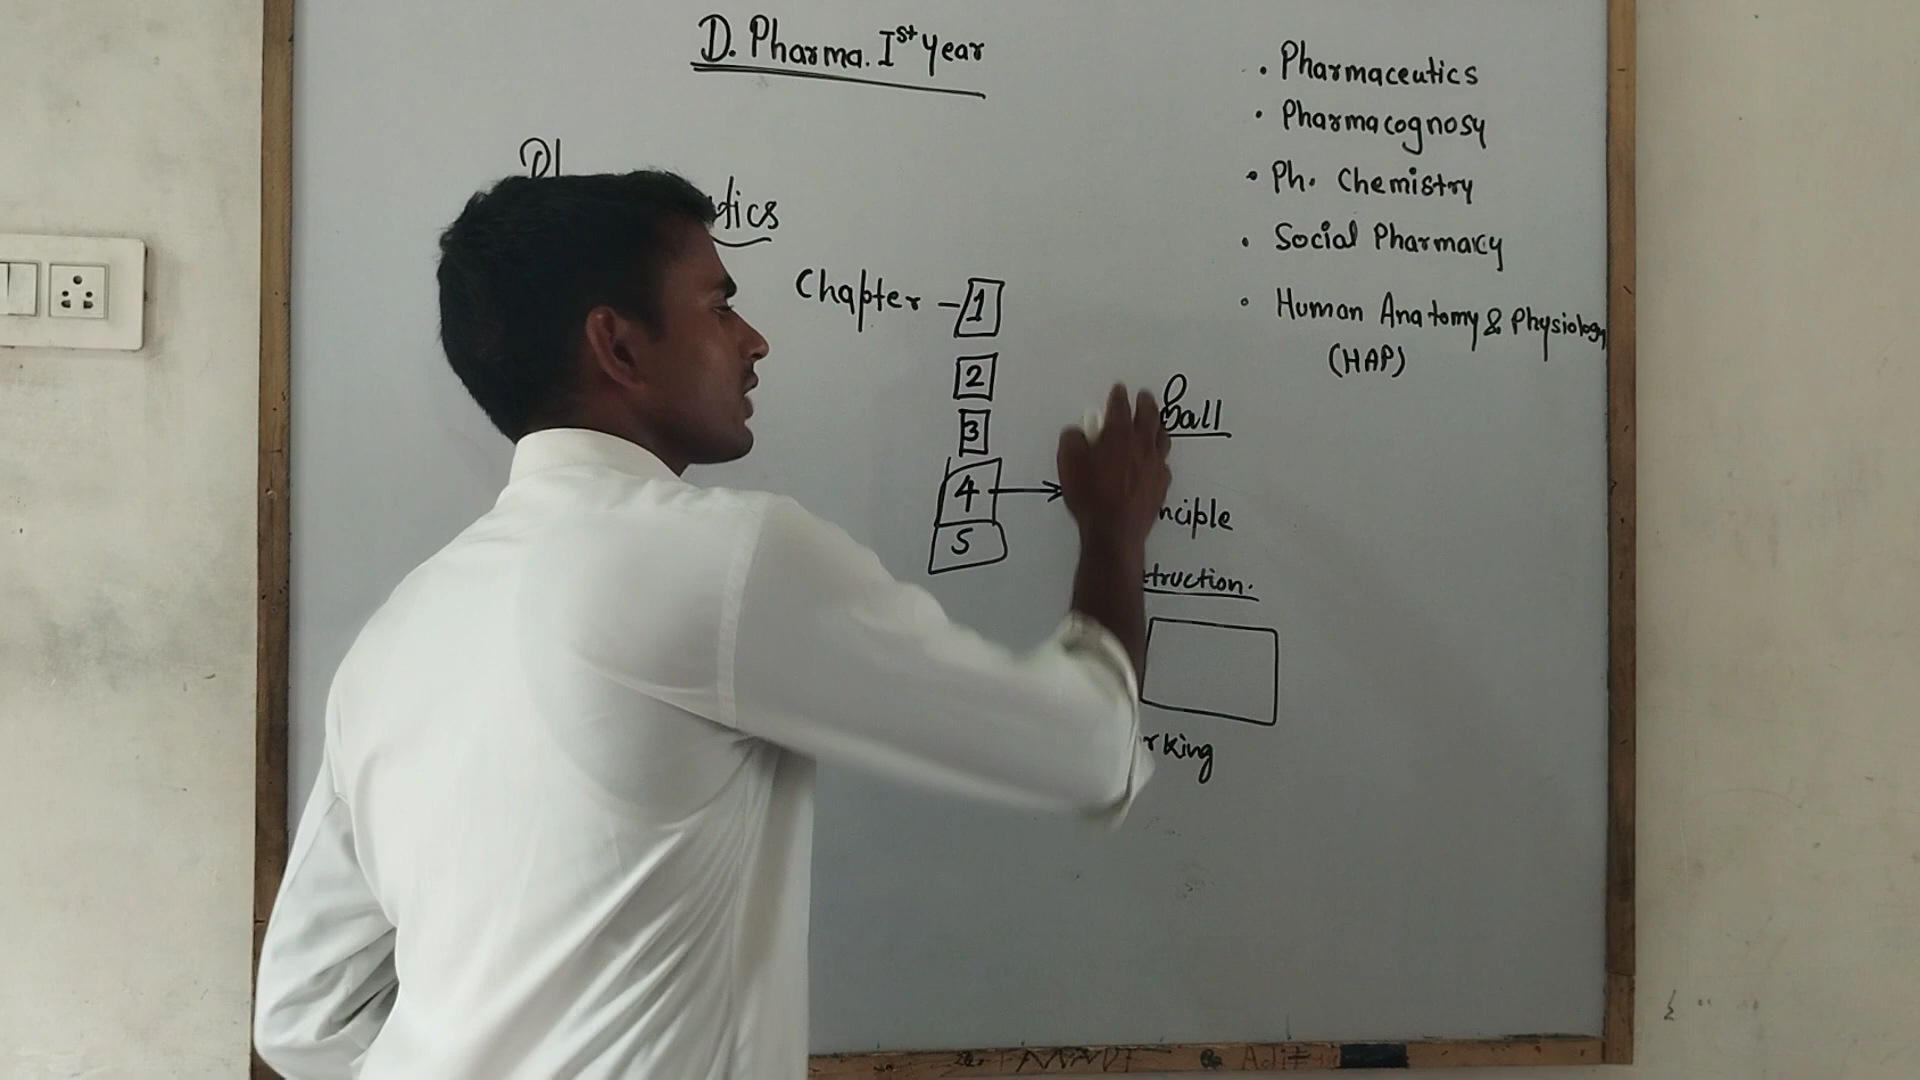 D. Pharma. Ist Year
. Pharmaceutics
• Pharmacognosy
• Ph. Chemistry
• Social Pharmacy
• Human Anatomy & Physiology
(HAP)
Chapter - 1
2
3
4 →
5
Ball
nciple
truction.
rking